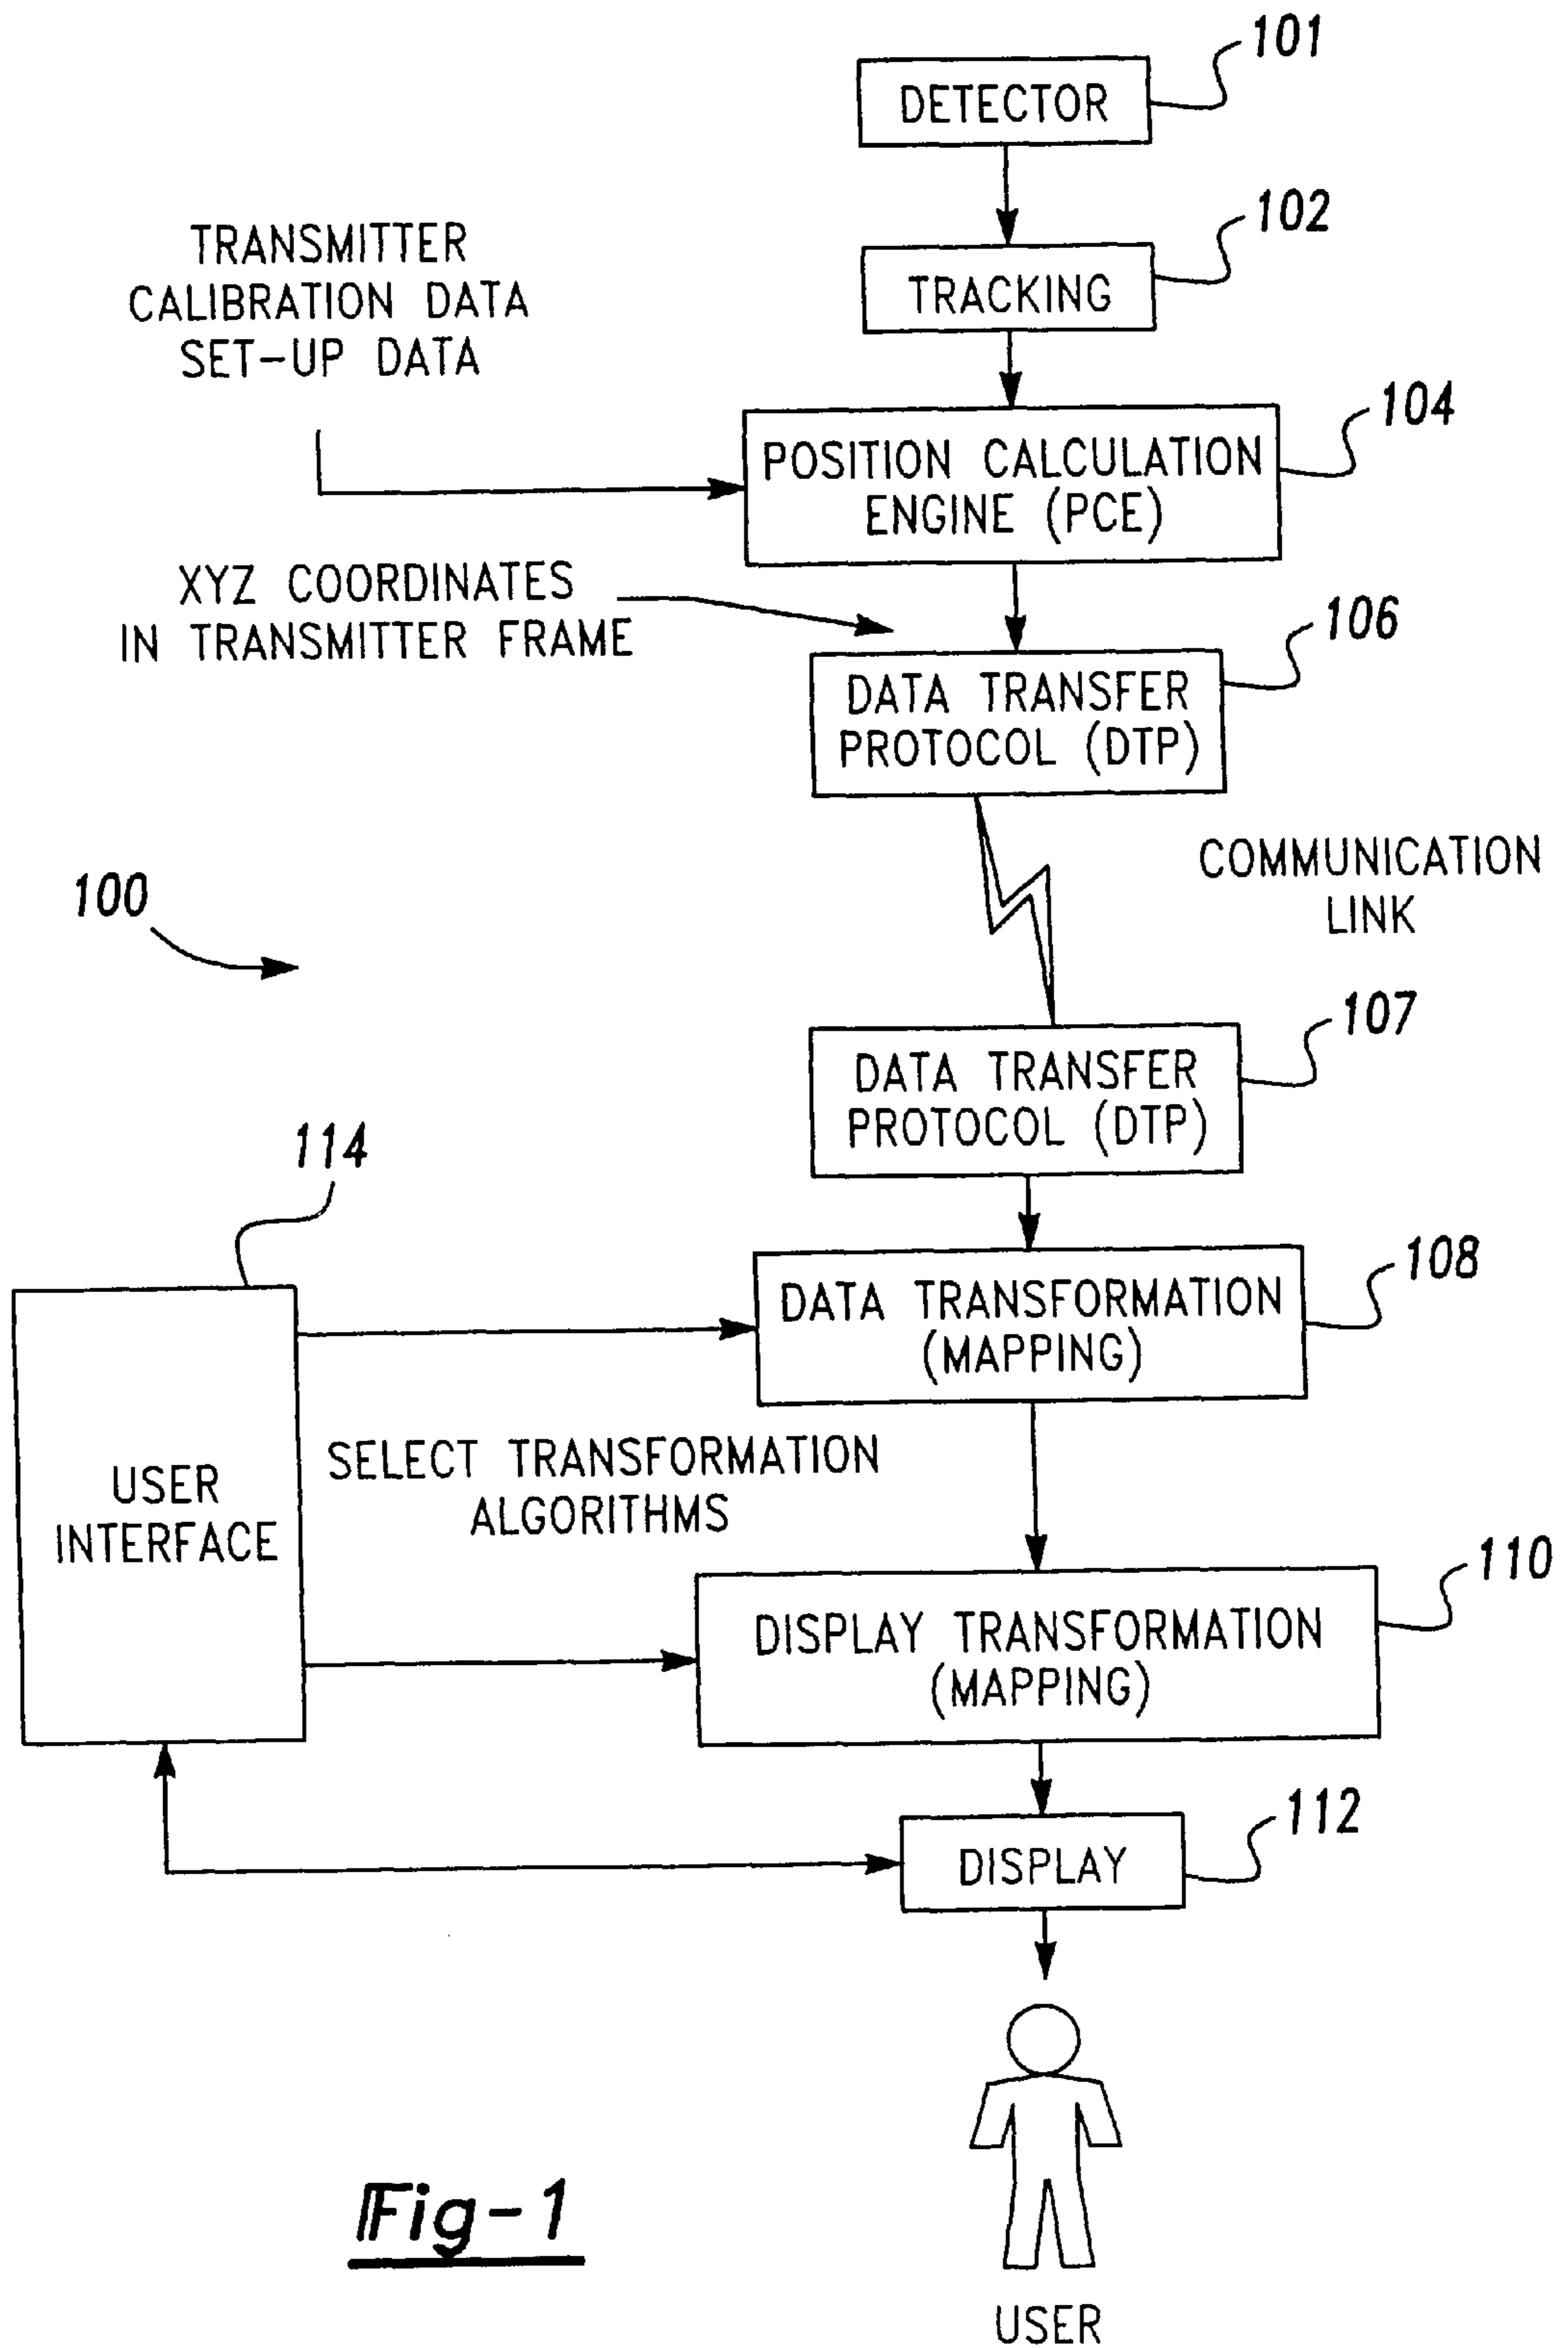 101
DETECTOR
102
TRACKING
TRANSMITTER
CALIBRATION DATA
SET-UP DATA
104
POSITION CALCULATION
ENGINE (PCE)
XYZ COORDINATES
IN TRANSMITTER FRAME
106
DATA TRANSFER
PROTOCOL (DTP)
COMMUNICATION
LINK
100
107
DATA TRANSFER
PROTOCOL (DTP)
114
108
DATA TRANSFORMATION
(MAPPING)
USER
INTERFACE
SELECT TRANSFORMATION
ALGORITHMS
110
DISPLAY TRANSFORMATION
(MAPPING)
112
DISPLAY
Fig-1
USER